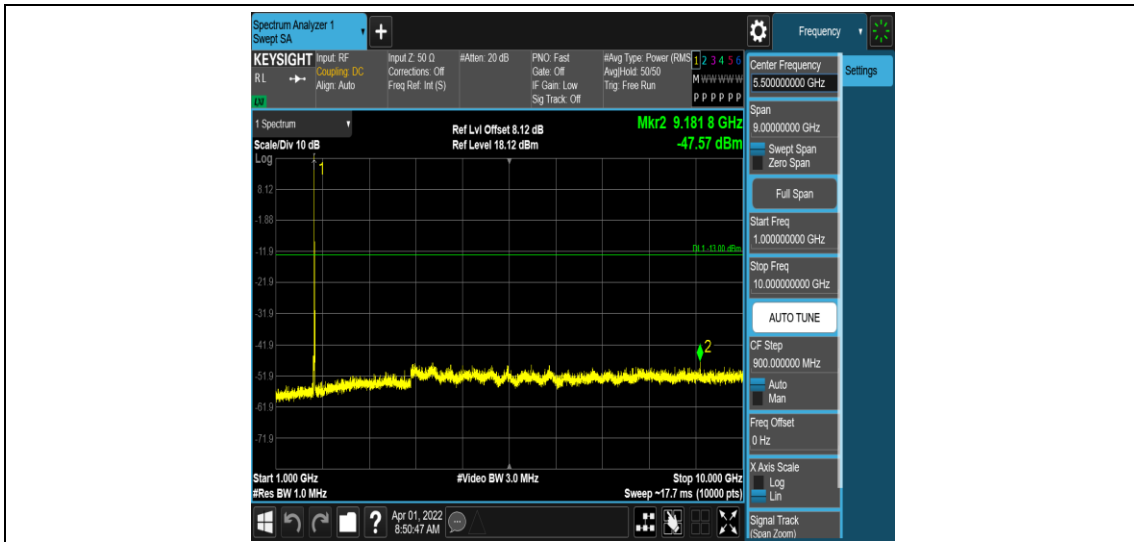 Spectrum Analyzer 1
Swept SA
Frequency
KEYSIGHT
RL
LXI
Input: RF
Coupling: DC
Align: Auto
Input Z: 50 Ω
Corrections: Off
Freq Ref: Int (S)
#Atten: 20 dB
PNO: Fast
Gate: Off
IF Gain: Low
Sig Track: Off
#Avg Type: Power (RMS
Avg|Hold: 50/50
Trig: Free Run
1 2 3 4 5 6
M W W W W W
P P P P P P
1 Spectrum
Scale/Div 10 dB
Ref Lvl Offset 8.12 dB
Ref Level 18.12 dBm
Mkr2 9.181 8 GHz
-47.57 dBm
Log
1
8.12
-1.88
-11.9
DL1 -13.00 dBm
-21.9
-31.9
-41.9
2
-51.9
-61.9
-71.9
Start 1.000 GHz
#Res BW 1.0 MHz
#Video BW 3.0 MHz
Stop 10.000 GHz
Sweep ~17.7 ms (10000 pts)
?
Apr 01, 2022
8:50:47 AM
Center Frequency
5.500000000 GHz
Settings
Span
9.00000000 GHz
Swept Span
Zero Span
Full Span
Start Freq
1.000000000 GHz
Stop Freq
10.000000000 GHz
AUTO TUNE
CF Step
900.000000 MHz
Auto
Man
Freq Offset
0 Hz
X Axis Scale
Log
Lin
Signal Track
(Span Zoom)